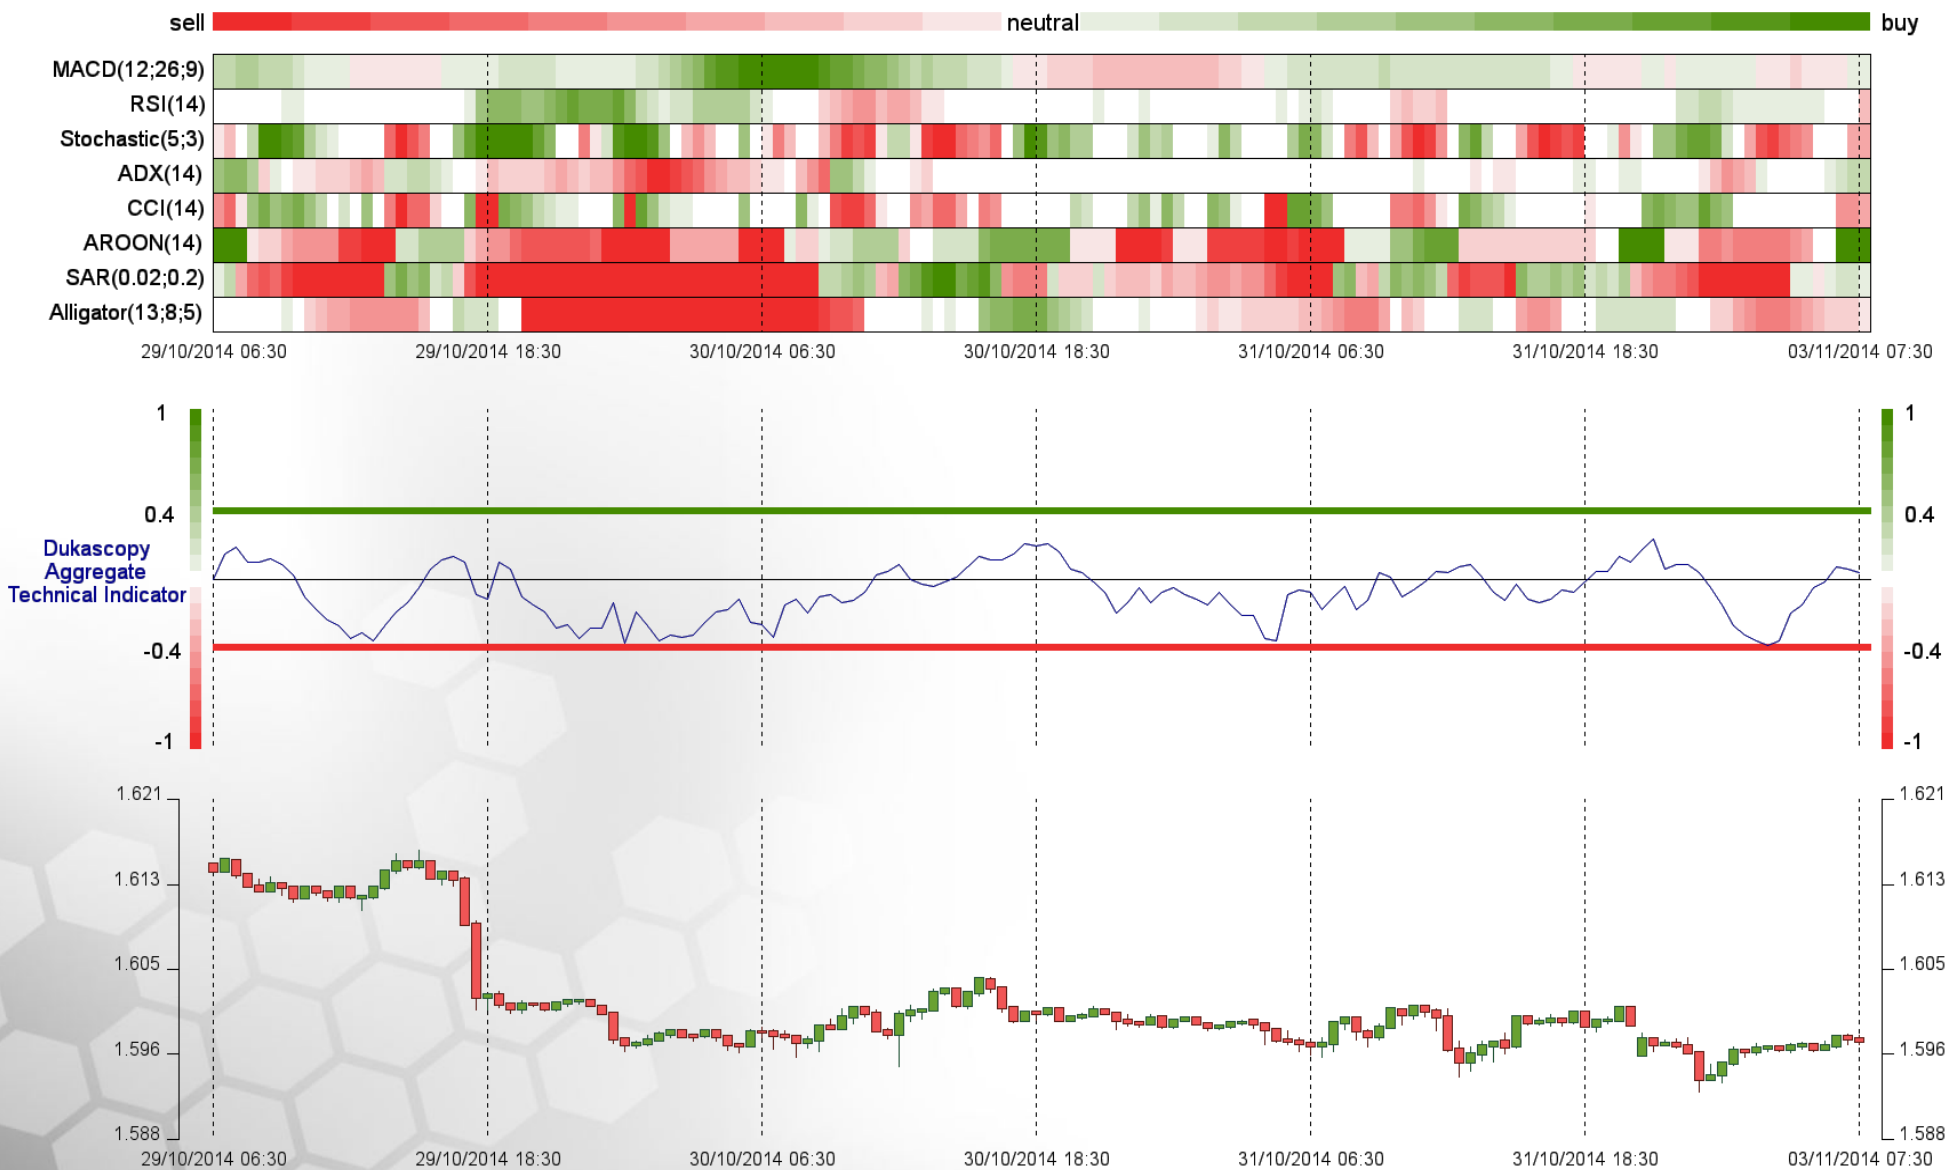 sell neutral buy
MACD(12;26;9)
RSI(14)
Stochastic(5;3)
ADX(14)
CCI(14)
AROON(14)
SAR(0.02;0.2)
Alligator(13;8;5)
29/10/2014 06:30 29/10/2014 18:30 30/10/2014 06:30 30/10/2014 18:30 31/10/2014 06:30 31/10/2014 18:30 03/11/2014 07:30
1 1
0.4 0.4
Dukascopy
Aggregate
Technical Indicator
-0.4 -0.4
-1 -1
1.621 1.621
1.613 1.613
1.605 1.605
1.596 1.596
1.588 1.588
29/10/2014 06:30 29/10/2014 18:30 30/10/2014 06:30 30/10/2014 18:30 31/10/2014 06:30 31/10/2014 18:30 03/11/2014 07:30